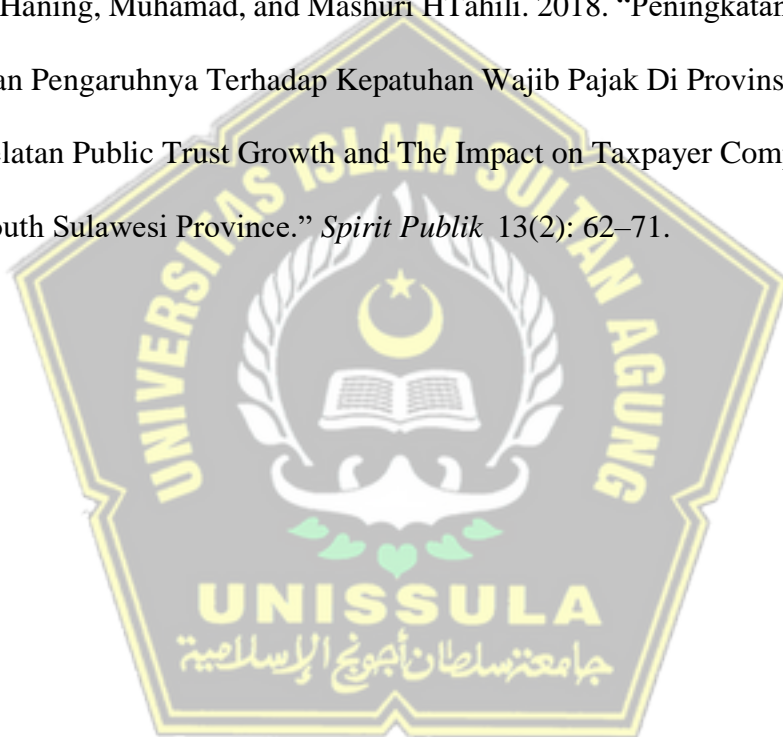 Haning, Muhamad, and Mashuri HTahili. 2018. “Peningkatan
an Pengaruhnya Terhadap Kepatuhan Wajib Pajak Di Provins
elatan Public Trust Growth and The Impact on Taxpayer Com
outh Sulawesi Province.” Spirit Publik 13(2): 62–71.
UNIVERSITAS ISLAM SULTAN AGUNG
UNISSULA
جامعة سلطان أجونج الإسلامية